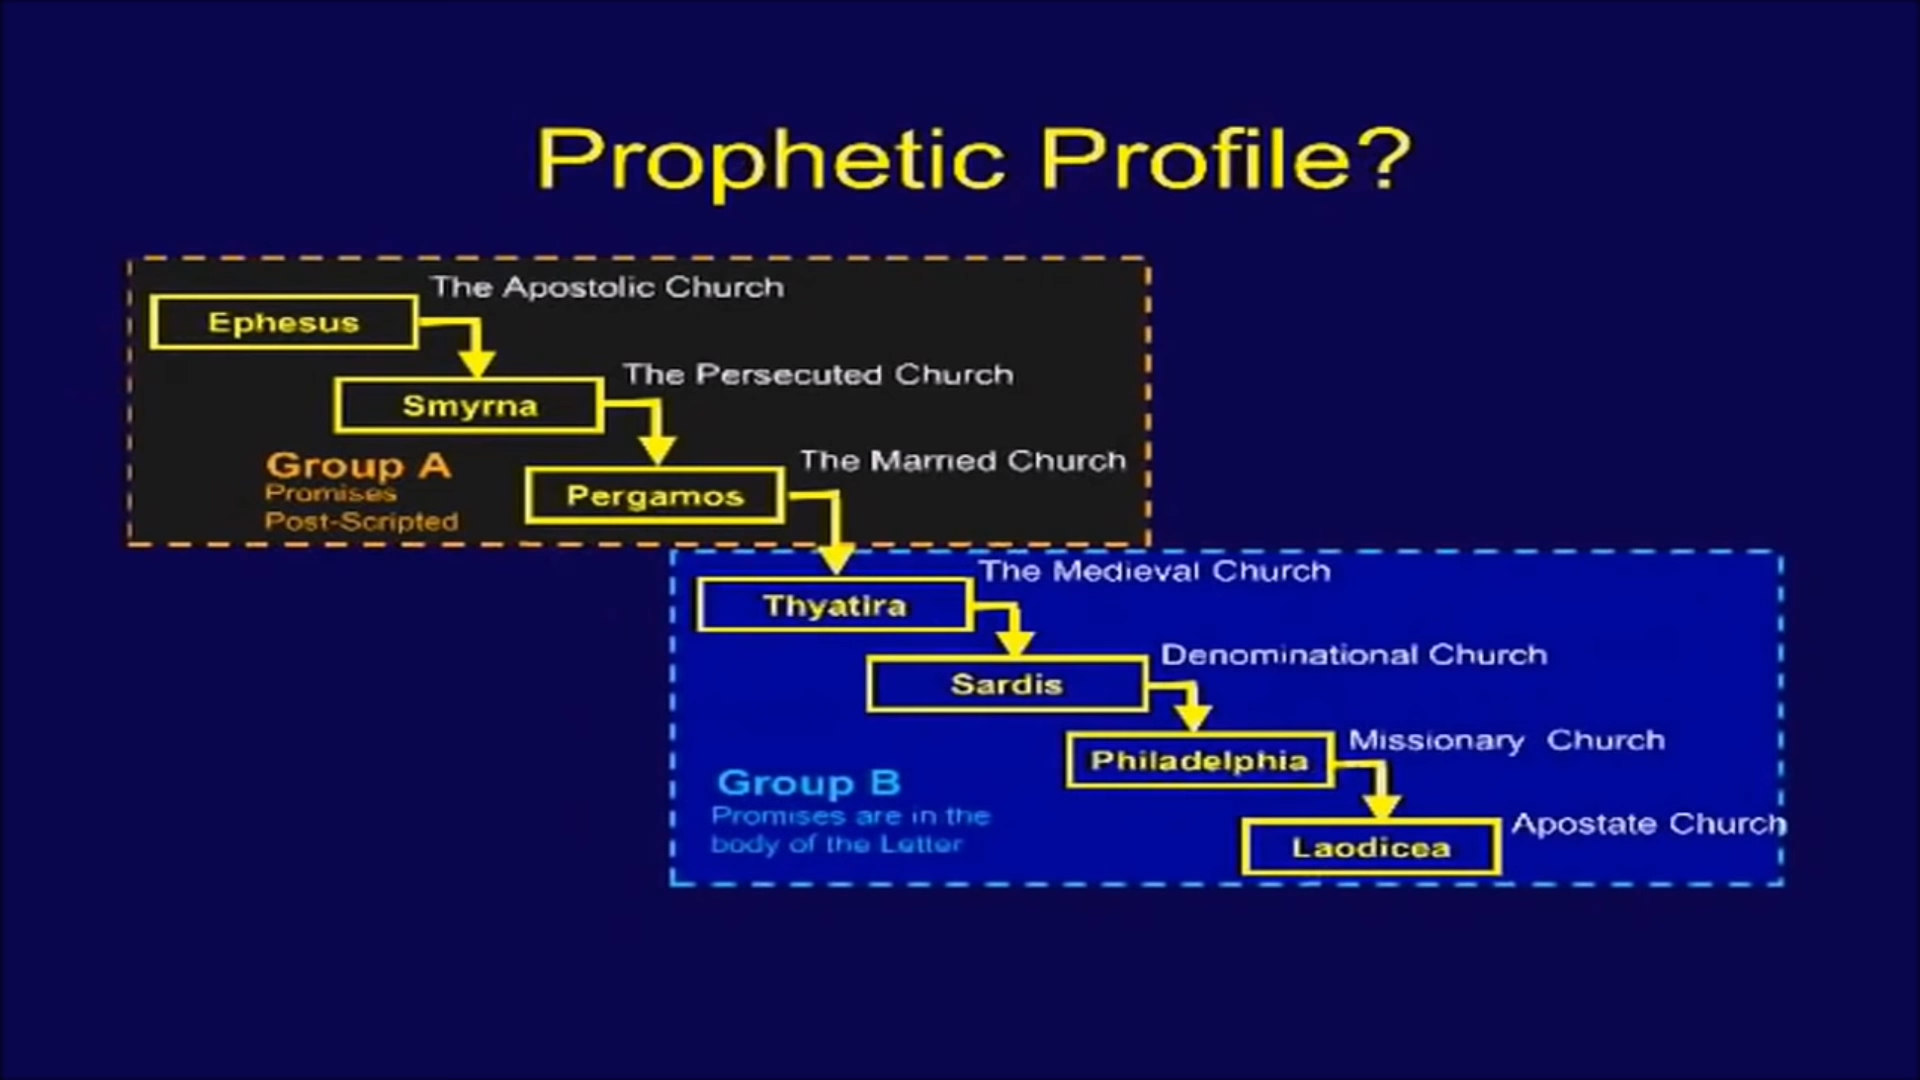 Prophetic Profile?
The Apostolic Church
Ephesus
The Persecuted Church
Smyrna
The Married Church
Group A
Promises
Post-Scripted
Pergamos
The Medieval Church
Thyatira
Denominational Church
Sardis
Missionary Church
Philadelphia
Group B
Promises are in the
body of the Letter
Apostate Church
Laodicea